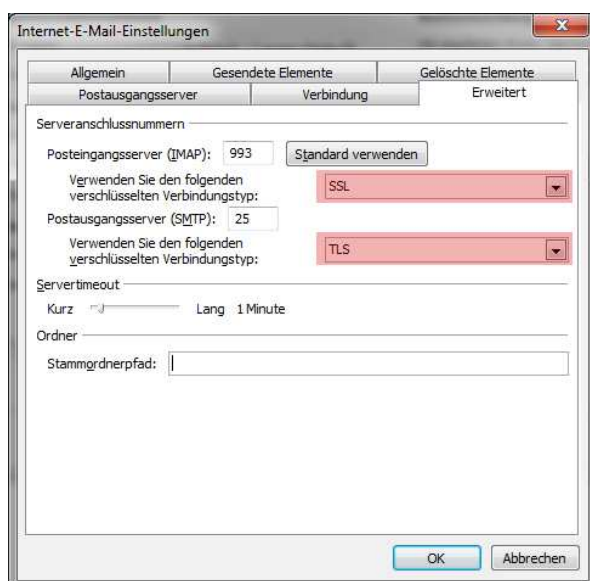 Internet-E-Mail-Einstellungen
Allgemein Gesendete Elemente Gelöschte Elemente
Postausgangsserver Verbindung Erweitert
Serveranschlussnummern
Posteingangsserver (IMAP): 993 Standard verwenden
Verwenden Sie den folgenden
verschlüsselten Verbindungstyp: SSL
Postausgangsserver (SMTP): 25
Verwenden Sie den folgenden
verschlüsselten Verbindungstyp: TLS
Servertimeout
Kurz Lang 1 Minute
Ordner
Stammordnerpfad:
OK Abbrechen